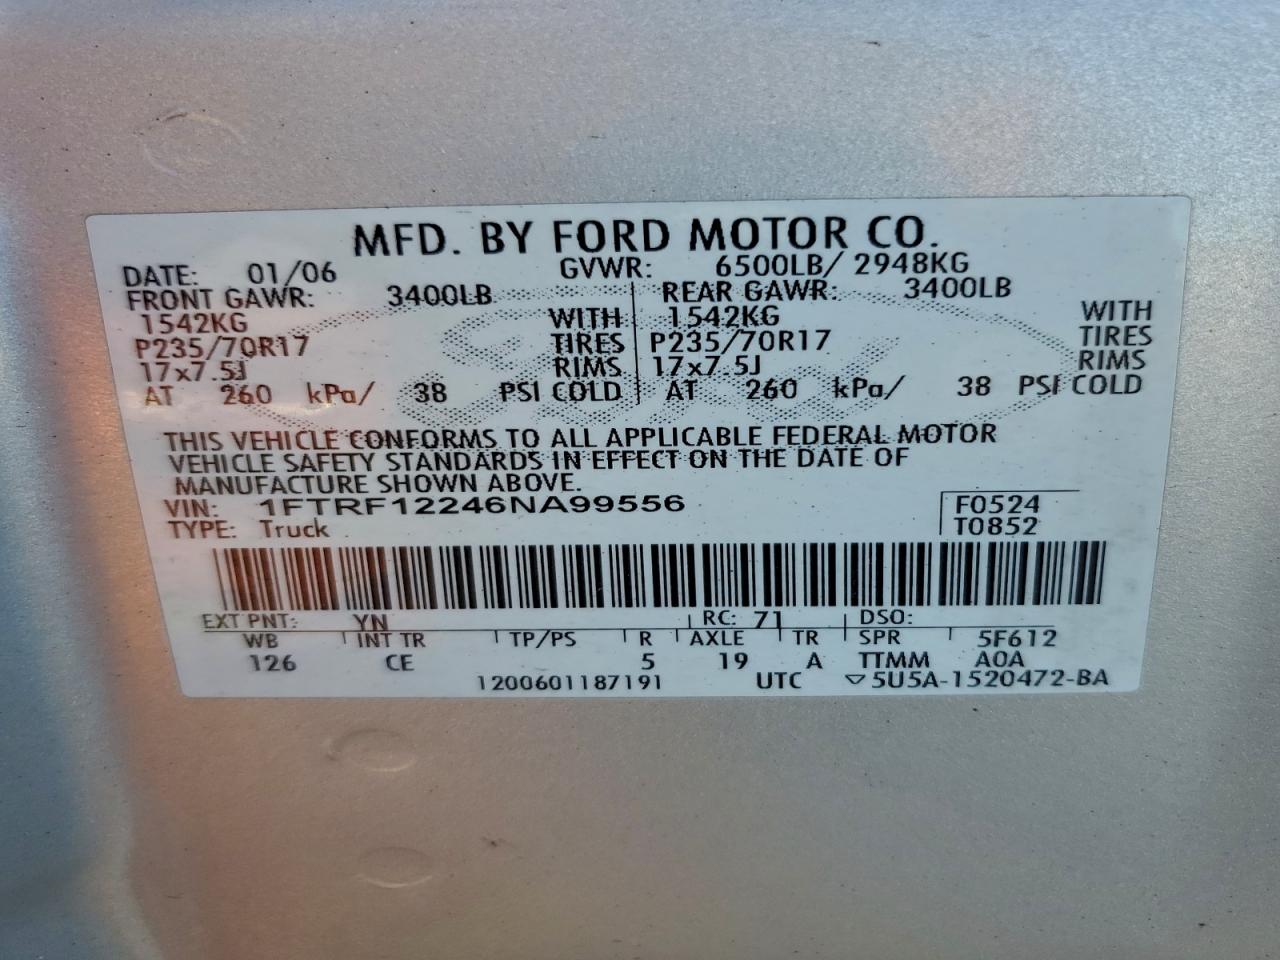 MFD. BY FORD MOTOR CO.
DATE: 01/06 GVWR: 6500LB/ 2948KG
FRONT GAWR: 3400LB REAR GAWR: 3400LB
1542KG WITH 1542KG WITH
P235/70R17 TIRES P235/70R17 TIRES
17x7.5J RIMS 17x7.5J RIMS
AT 260 kPa/ 38 PSI COLD AT 260 kPa/ 38 PSI COLD
THIS VEHICLE CONFORMS TO ALL APPLICABLE FEDERAL MOTOR
VEHICLE SAFETY STANDARDS IN EFFECT ON THE DATE OF
MANUFACTURE SHOWN ABOVE.
VIN: 1FTRF12246NA99556 F0524
TYPE: Truck T0852
EXT PNT: YN RC: 71 DSO:
WB INT TR TP/PS R AXLE TR SPR 5F612
126 CE 5 19 A TTMM A0A
1200601187191 UTC ▽5U5A-1520472-BA